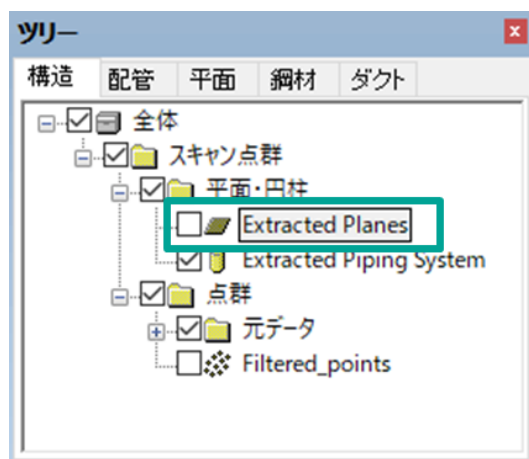 ツリー
構造 配管 平面 鋼材 ダクト
全体
スキャン点群
平面・円柱
Extracted Planes
Extracted Piping System
点群
元データ
Filtered_points